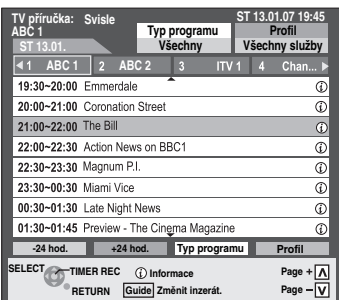 TV příručka: Svisle ST 13.01.07 19:45
ABC 1 Typ programu Profil
ST 13.01. Všechny Všechny služby
1 ABC 1 2 ABC 2 3 ITV 1 4 Chan...
19:30~20:00 Emmerdale
20:00~21:00 Coronation Street
21:00~22:00 The Bill
22:00~22:30 Action News on BBC1
22:30~23:30 Magnum P.I.
23:30~00:30 Miami Vice
00:30~01:30 Late Night News
01:30~01:45 Preview - The Cinema Magazine
-24 hod. +24 hod. Typ programu Profil
SELECT TIMER REC i Informace Page + ∧
RETURN Guide Změnit inzerát. Page − ∨